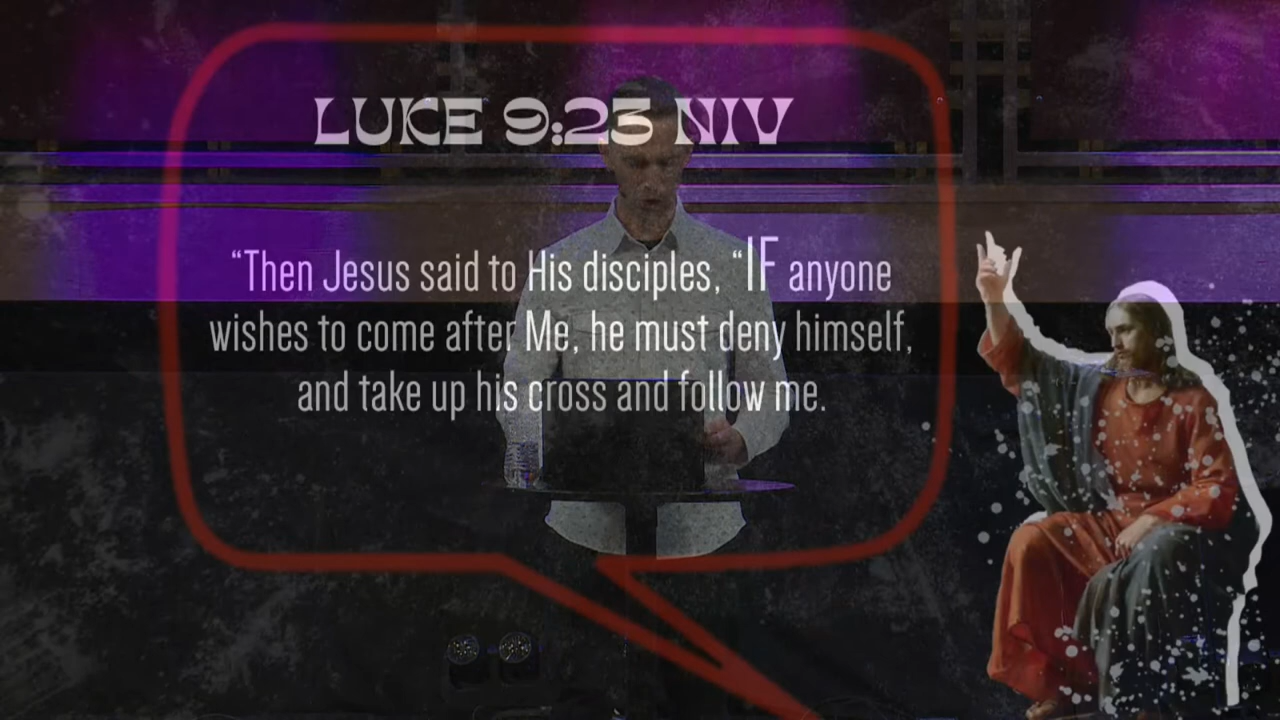 LUKE 9:23 NIV
“Then Jesus said to His disciples, “IF anyone
wishes to come after Me, he must deny himself,
and take up his cross and follow me.